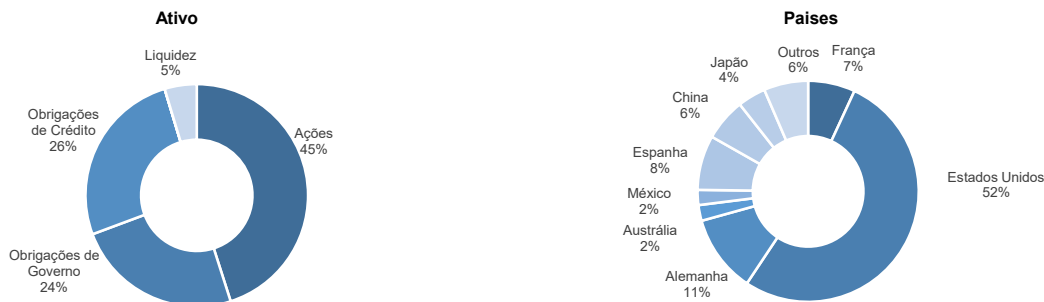 Ativo
Liquidez
5%
Obrigações
de Crédito
26%
Ações
45%
Obrigações de
Governo
24%
Paises
Outros
6%
França
7%
Japão
4%
China
6%
Espanha
8%
Estados Unidos
52%
México
2%
Austrália
2%
Alemanha
11%